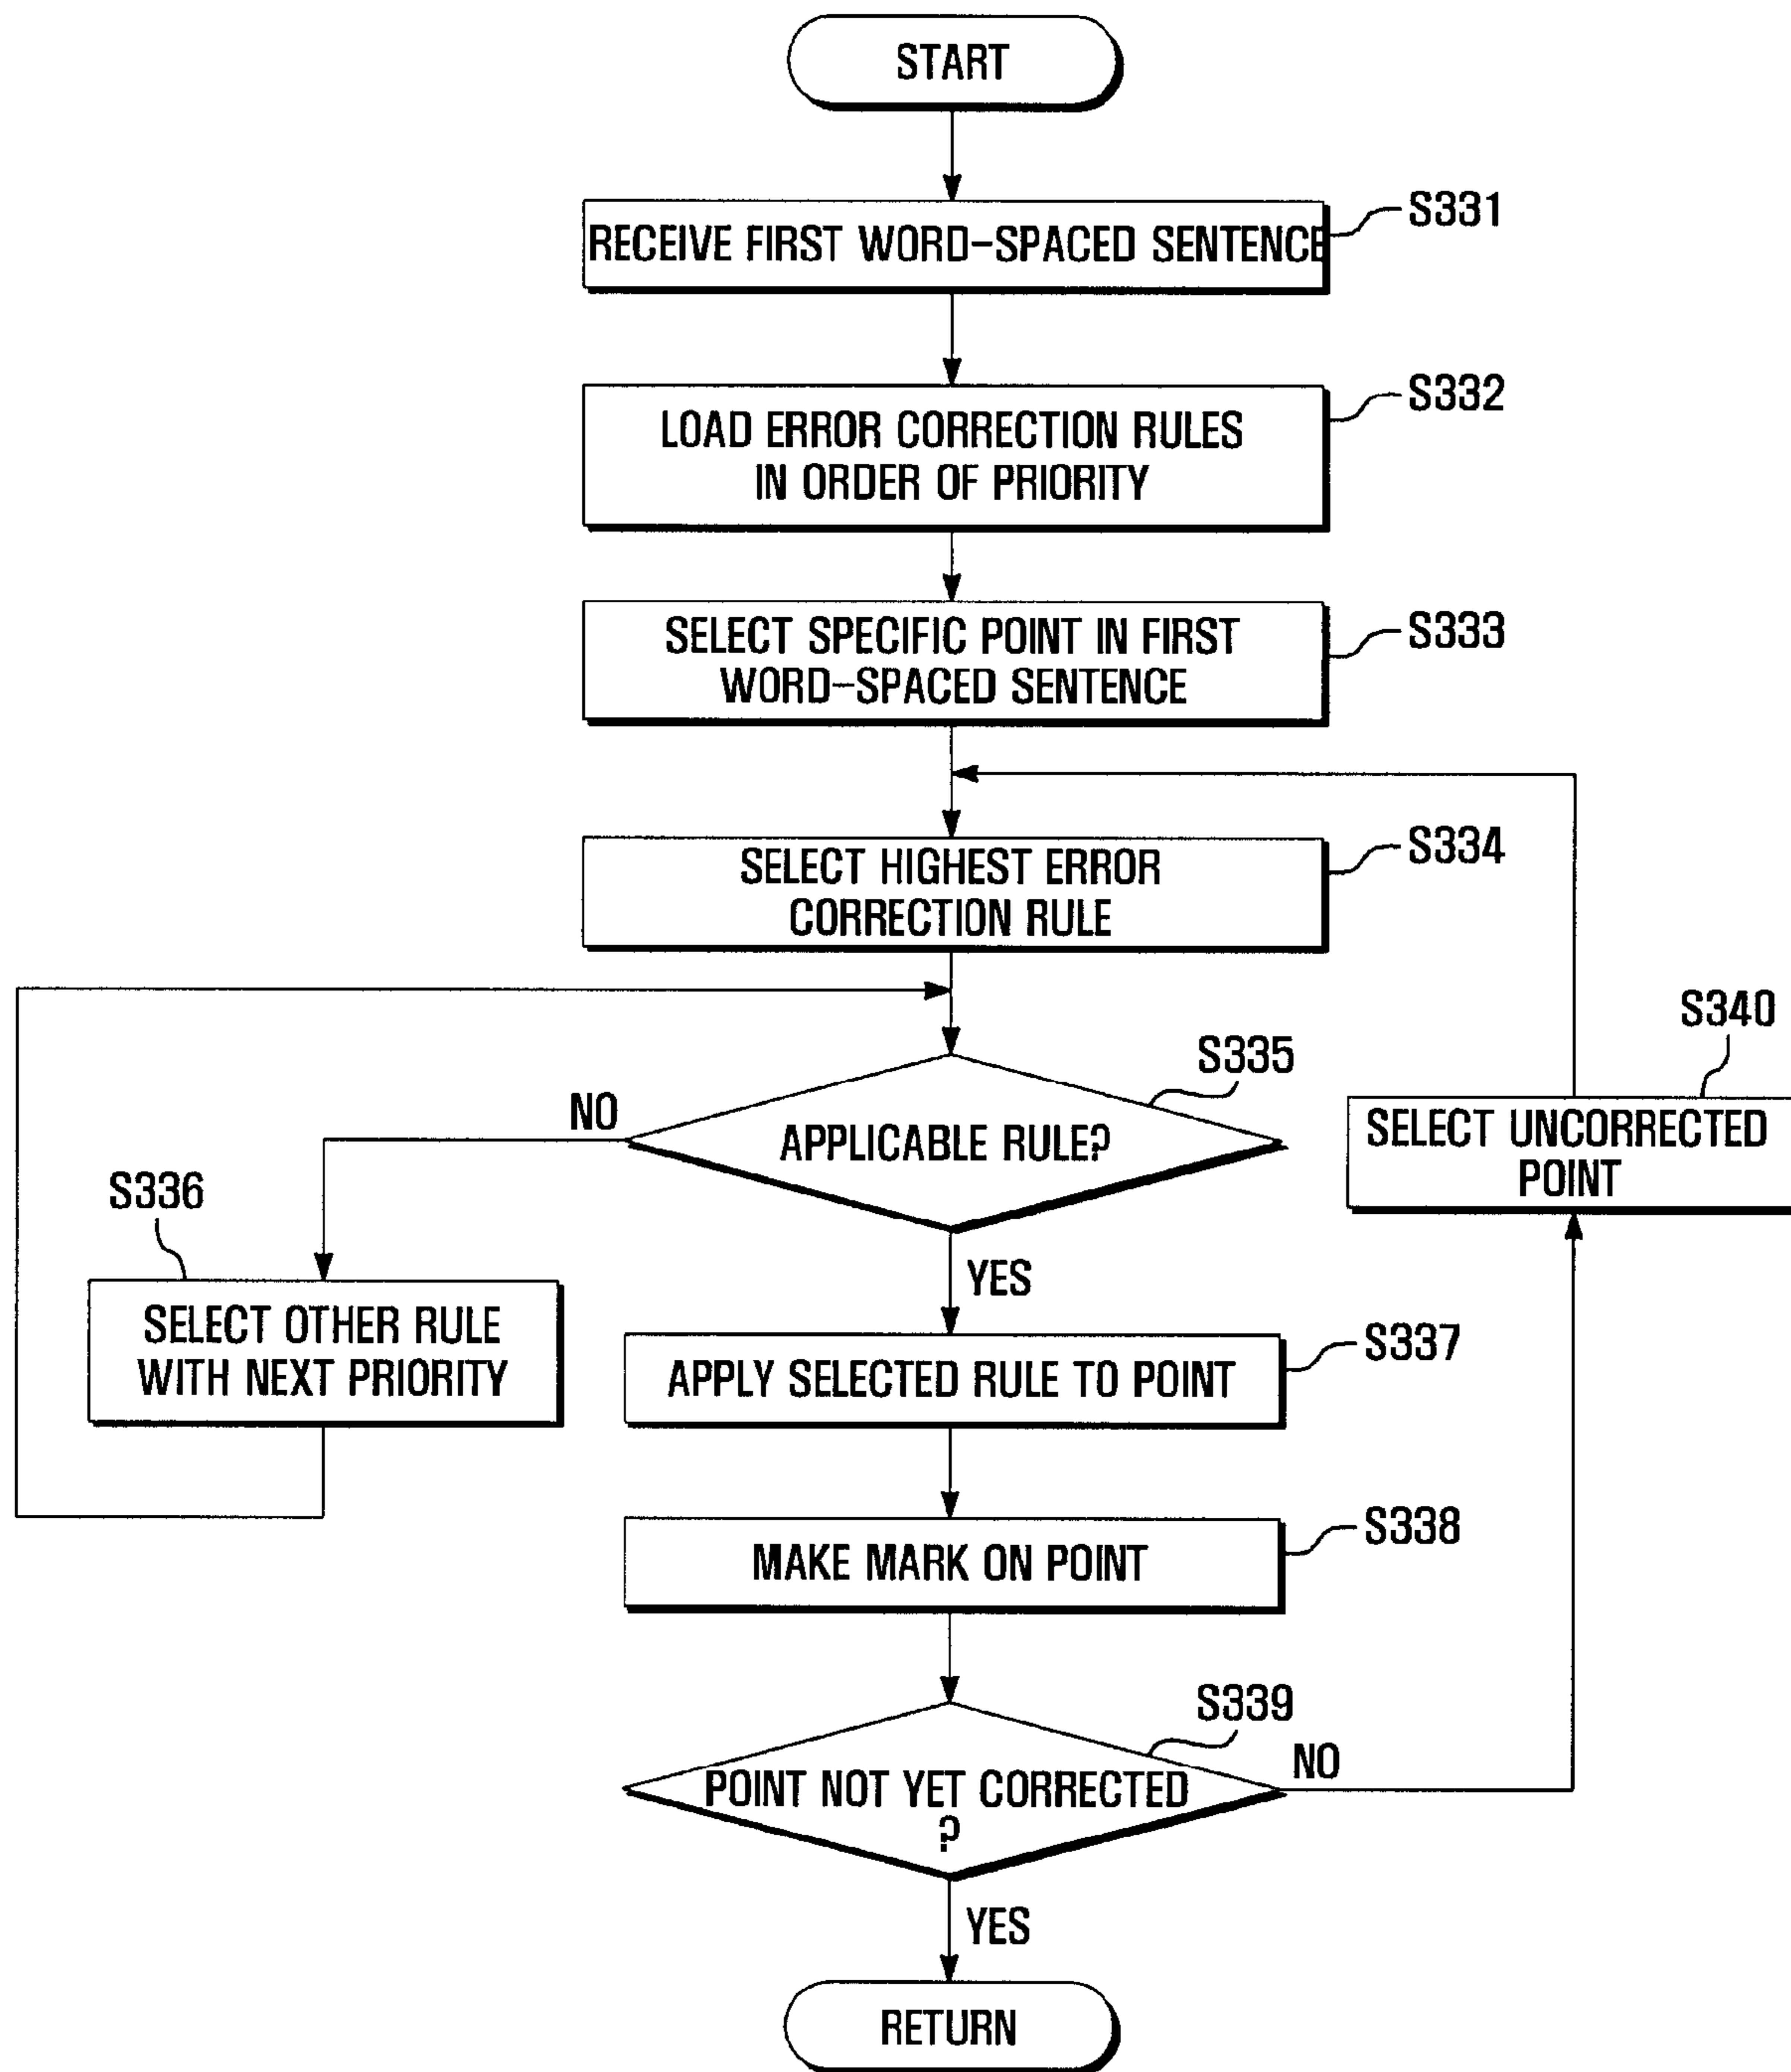 START
RECEIVE FIRST WORD-SPACED SENTENCE
S331
LOAD ERROR CORRECTION RULES
IN ORDER OF PRIORITY
S332
SELECT SPECIFIC POINT IN FIRST
WORD-SPACED SENTENCE
S333
SELECT HIGHEST ERROR
CORRECTION RULE
S334
S340
SELECT UNCORRECTED
POINT
S335
NO
APPLICABLE RULE?
S336
YES
SELECT OTHER RULE
WITH NEXT PRIORITY
S337
APPLY SELECTED RULE TO POINT
S338
MAKE MARK ON POINT
S339
NO
POINT NOT YET CORRECTED
?
YES
RETURN